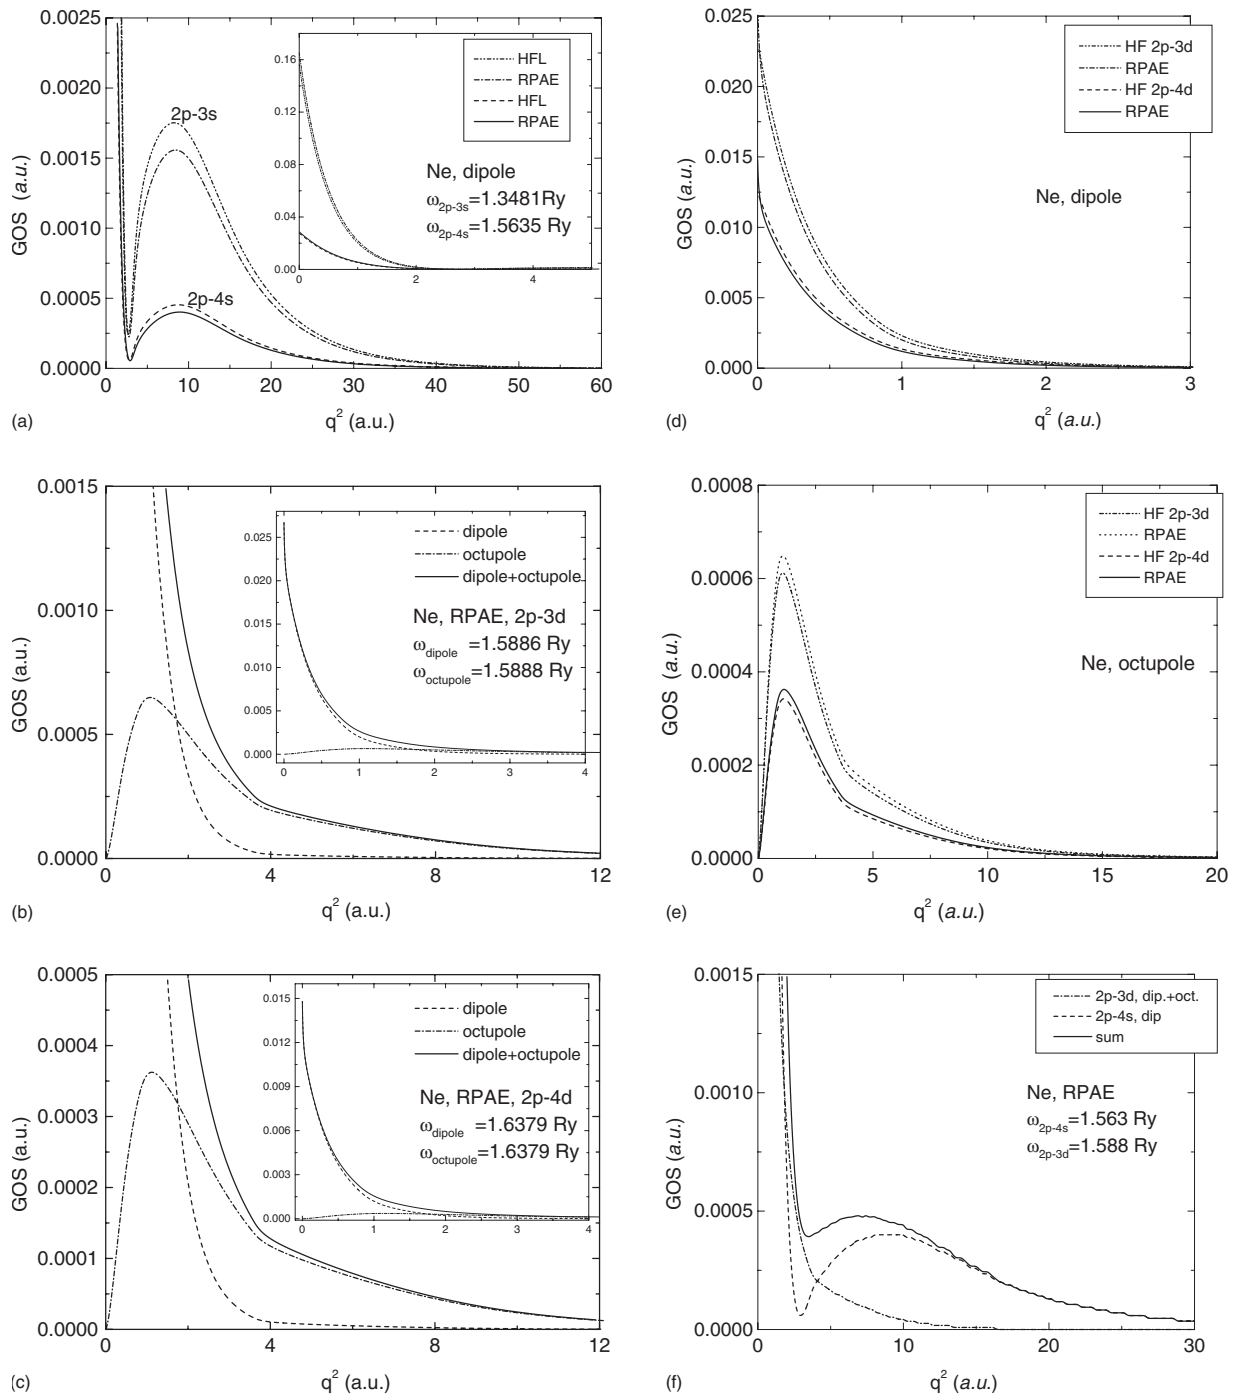 0.0025
0.0020
0.0015
0.0010
0.0005
0.0000
GOS (a.u.)
0 10 20 30 40 50 60
q² (a.u.)
(a)
2p-3s
2p-4s
0.16
0.12
0.08
0.04
0.00
0 2 4
HFL
RPAE
HFL
RPAE
Ne, dipole
ω2p-3s=1.3481Ry
ω2p-4s=1.5635 Ry
0.025
0.020
0.015
0.010
0.005
0.000
GOS (a.u.)
0 1 2 3
q² (a.u.)
(d)
HF 2p-3d
RPAE
HF 2p-4d
RPAE
Ne, dipole
0.0015
0.0010
0.0005
0.0000
GOS (a.u.)
0 4 8 12
q² (a.u.)
(b)
0.025
0.020
0.015
0.010
0.005
0.000
0 1 2 3 4
dipole
octupole
dipole+octupole
Ne, RPAE, 2p-3d
ωdipole =1.5886 Ry
ωoctupole=1.5888 Ry
0.0008
0.0006
0.0004
0.0002
0.0000
GOS (a.u.)
0 5 10 15 20
q² (a.u.)
(e)
HF 2p-3d
RPAE
HF 2p-4d
RPAE
Ne, octupole
0.0005
0.0004
0.0003
0.0002
0.0001
0.0000
GOS (a.u.)
0 4 8 12
q² (a.u.)
(c)
0.015
0.012
0.009
0.006
0.003
0.000
0 1 2 3 4
dipole
octupole
dipole+octupole
Ne, RPAE, 2p-4d
ωdipole =1.6379 Ry
ωoctupole=1.6379 Ry
0.0015
0.0010
0.0005
0.0000
GOS (a.u.)
0 10 20 30
q² (a.u.)
(f)
2p-3d, dip.+oct.
2p-4s, dip
sum
Ne, RPAE
ω2p-4s=1.563 Ry
ω2p-3d=1.588 Ry